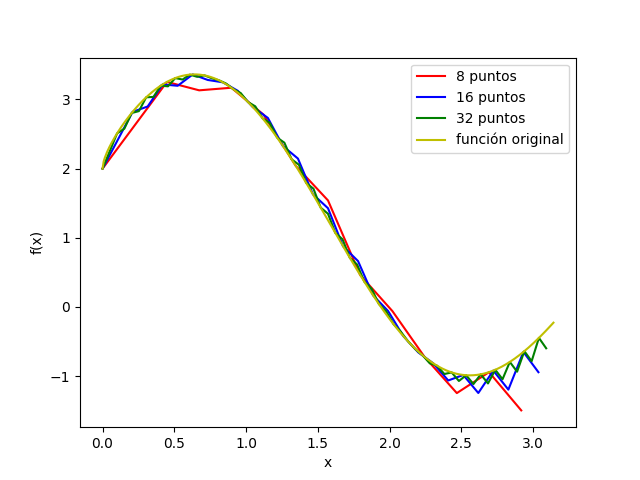 8 puntos
16 puntos
32 puntos
función original
f(x)
3
2
1
0
−1
0.0 0.5 1.0 1.5 2.0 2.5 3.0
x